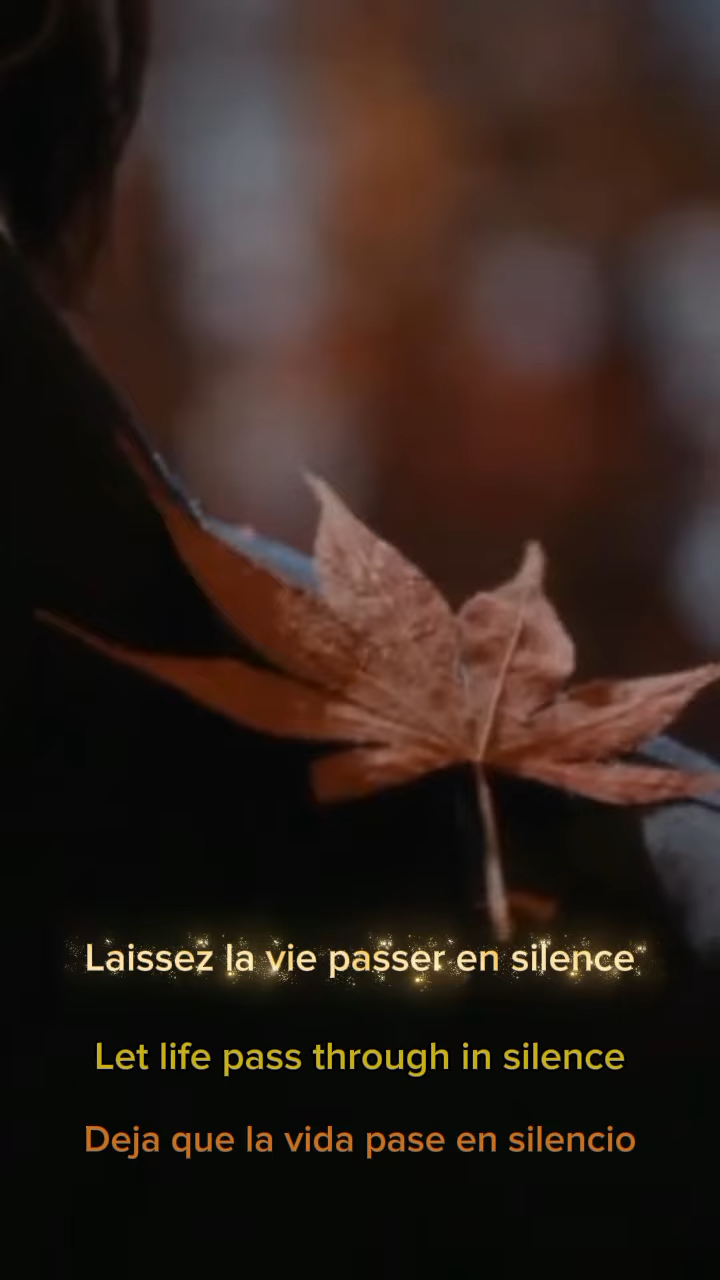 Laissez la vie passer en silence
Let life pass through in silence
Deja que la vida pase en silencio